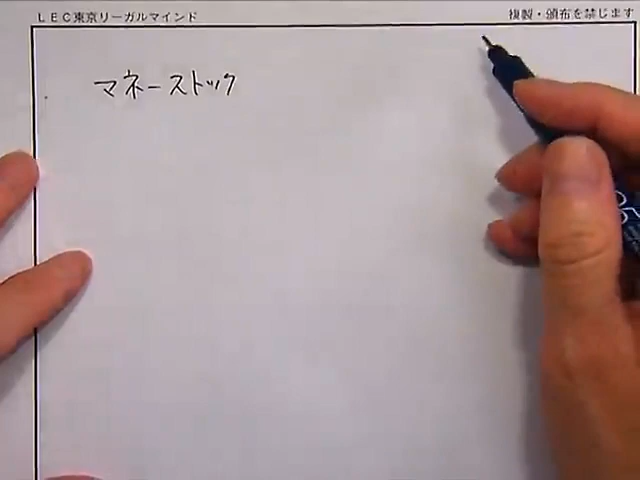 LEC東京リーガルマインド
複製・頒布を禁じます
マネーストック